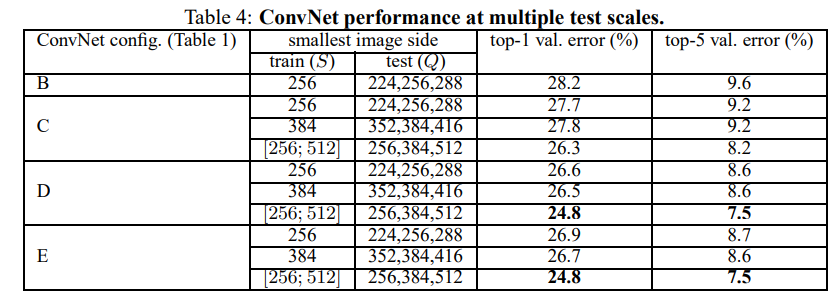 Table 4: ConvNet performance at multiple test scales.
ConvNet config. (Table 1) smallest image side top-1 val. error (%) top-5 val. error (%)
train (S) test (Q)
B 256 224,256,288 28.2 9.6
256 224,256,288 27.7 9.2
C 384 352,384,416 27.8 9.2
[256; 512] 256,384,512 26.3 8.2
256 224,256,288 26.6 8.6
D 384 352,384,416 26.5 8.6
[256; 512] 256,384,512 24.8 7.5
256 224,256,288 26.9 8.7
E 384 352,384,416 26.7 8.6
[256; 512] 256,384,512 24.8 7.5